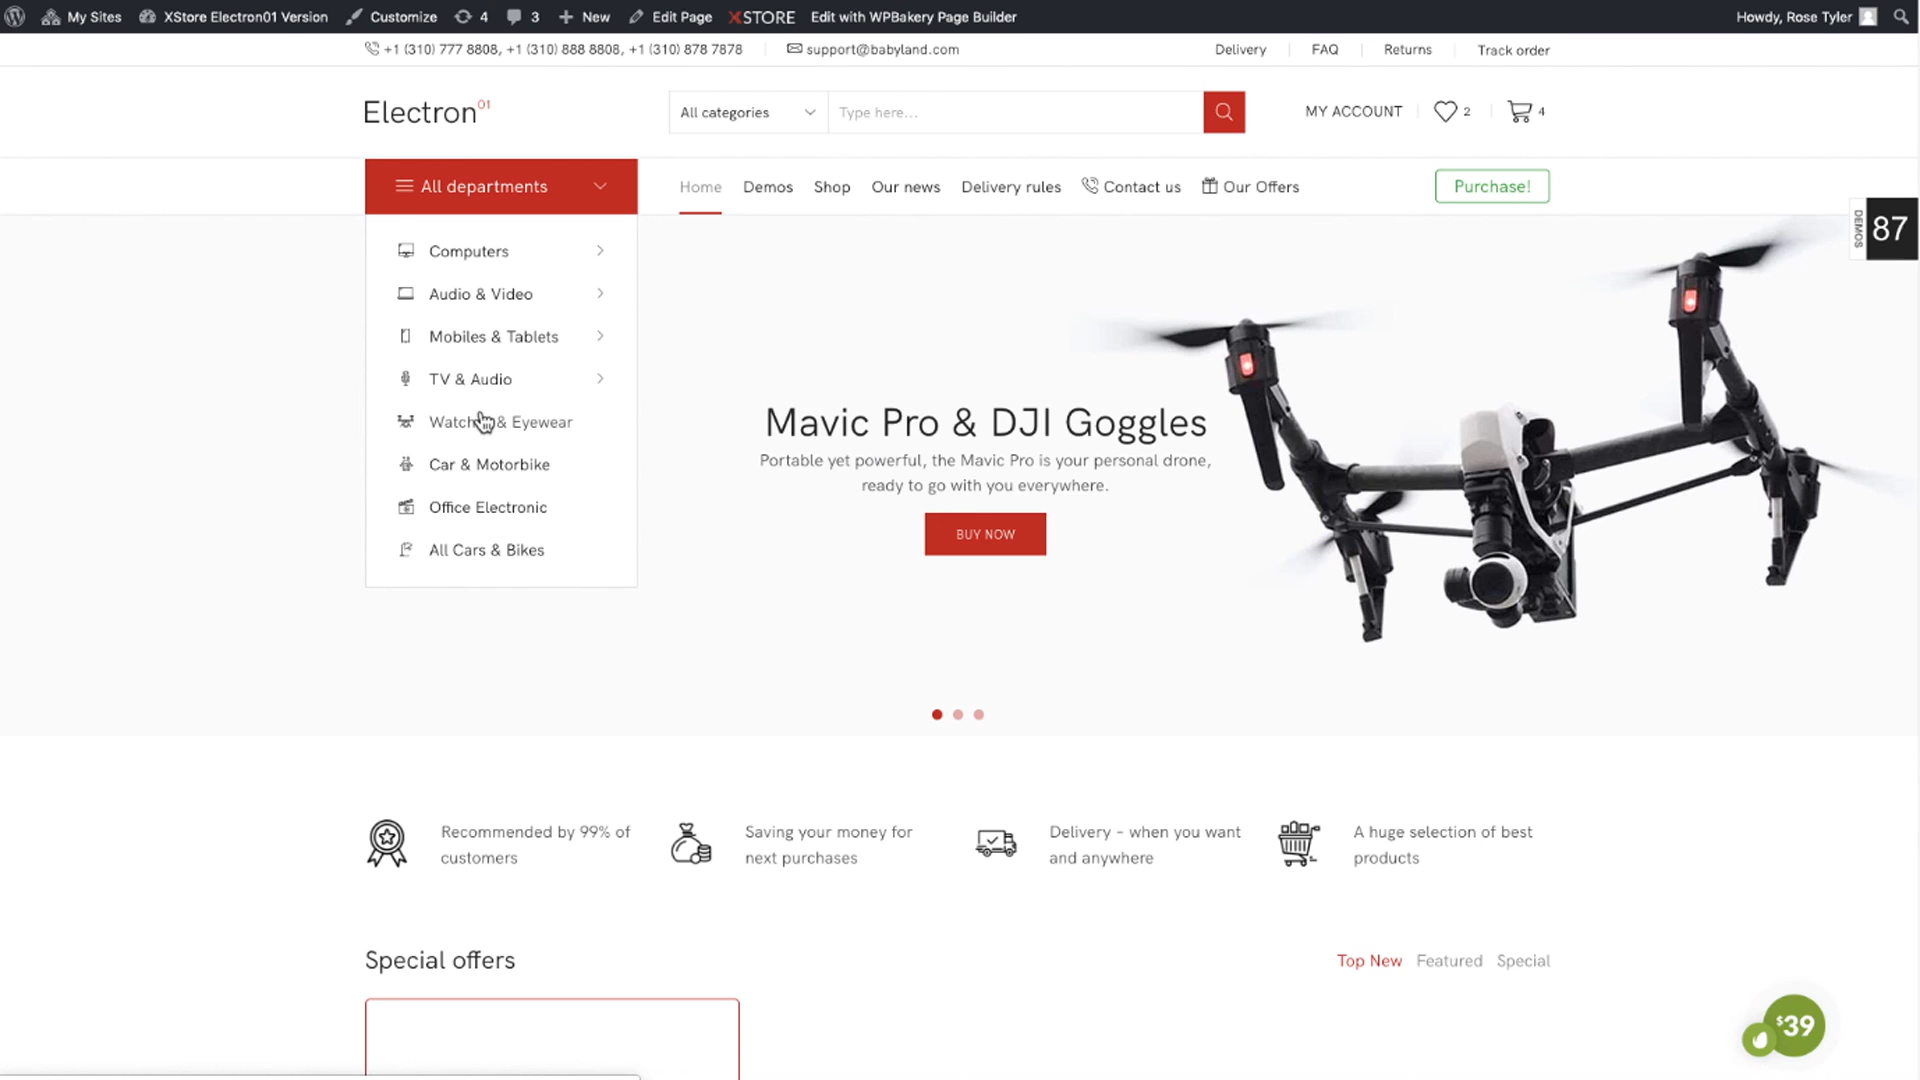 My Sites XStore Electron01 Version Customize 4 3 New Edit Page XSTORE Edit with WPBakery Page Builder Howdy, Rose Tyler
+1 (310) 777 8808, +1 (310) 888 8808, +1 (310) 878 7878 support@babyland.com Delivery FAQ Returns Track order
Electron01 All categories Type here... MY ACCOUNT 2 4
All departments Home Demos Shop Our news Delivery rules Contact us Our Offers Purchase!
DEMOS 87
Computers
Audio & Video
Mobiles & Tablets
TV & Audio
& Eyewear
Car & Motorbike
Office Electronic
All Cars & Bikes
Mavic Pro & DJI Goggles
Portable yet powerful, the Mavic Pro is your personal drone,
ready to go with you everywhere.
BUY NOW
Recommended by 99% of
customers
Saving your money for
next purchases
Delivery – when you want
and anywhere
A huge selection of best
products
Special offers Top New Featured Special
$39